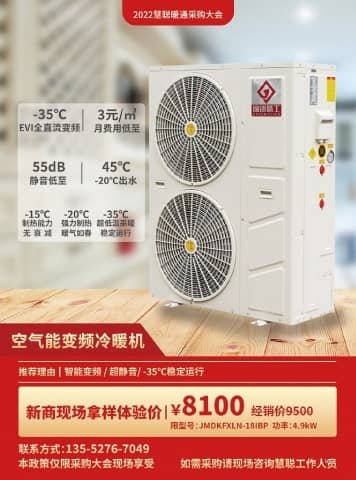 2022慧聪暖通采购大会
-35℃
EVI全直流变频
3元/㎡
月费用低至
55dB
静音低至
45℃
-20℃出水
-15℃
制热能力
无衰减
-20℃
强力制热
暖气如春
-35℃
超低温采暖
稳定运行
空气能变频冷暖机
推荐理由 | 智能变频 / 超静音 / -35℃稳定运行
新商现场拿样体验价 | ¥8100 经销价9500
限型号：JMDKFXLN-18IBP 功率：4.9kW
联系方式：135-5276-7049
本政策仅限采购大会现场享受 如需采购请现场咨询慧聪工作人员